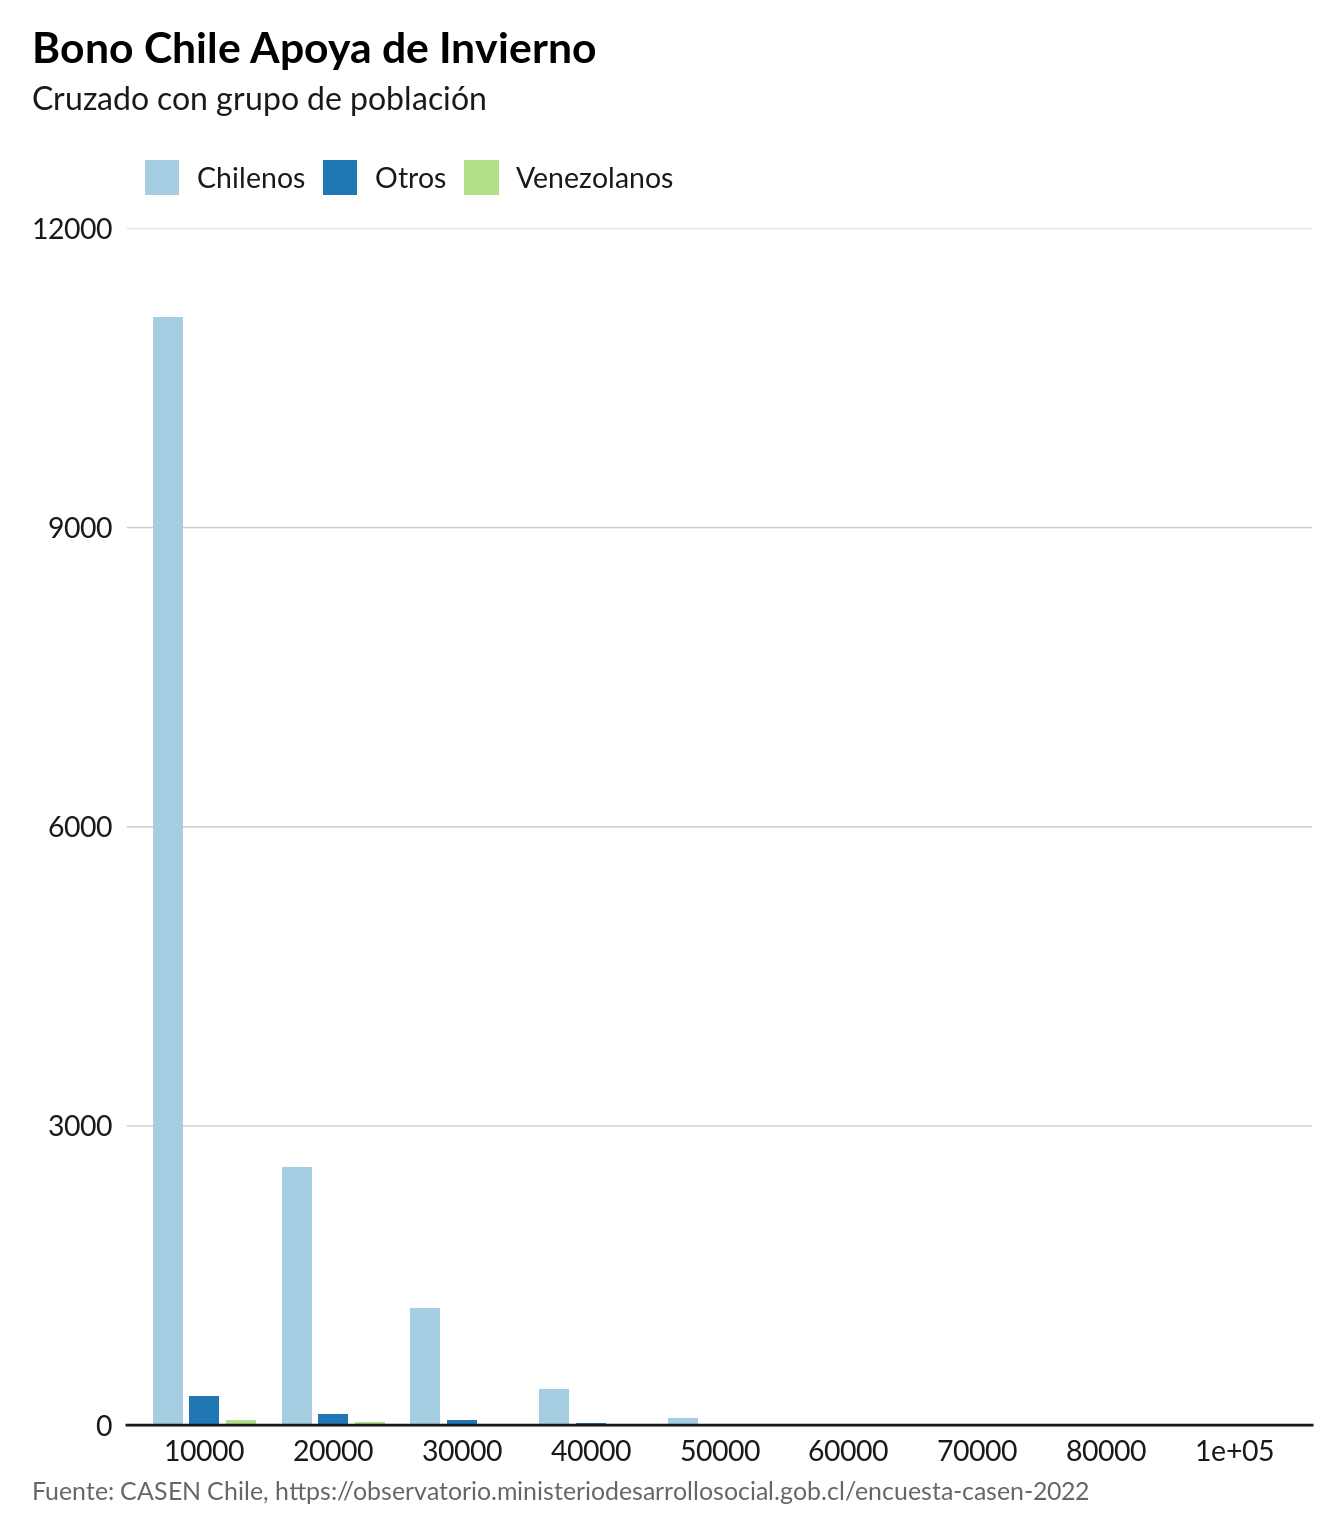 Bono Chile Apoya de Invierno
Cruzado con grupo de población
Chilenos Otros Venezolanos
12000
9000
6000
3000
0
10000 20000 30000 40000 50000 60000 70000 80000 1e+05
Fuente: CASEN Chile, https://observatorio.ministeriodesarrollosocial.gob.cl/encuesta-casen-2022